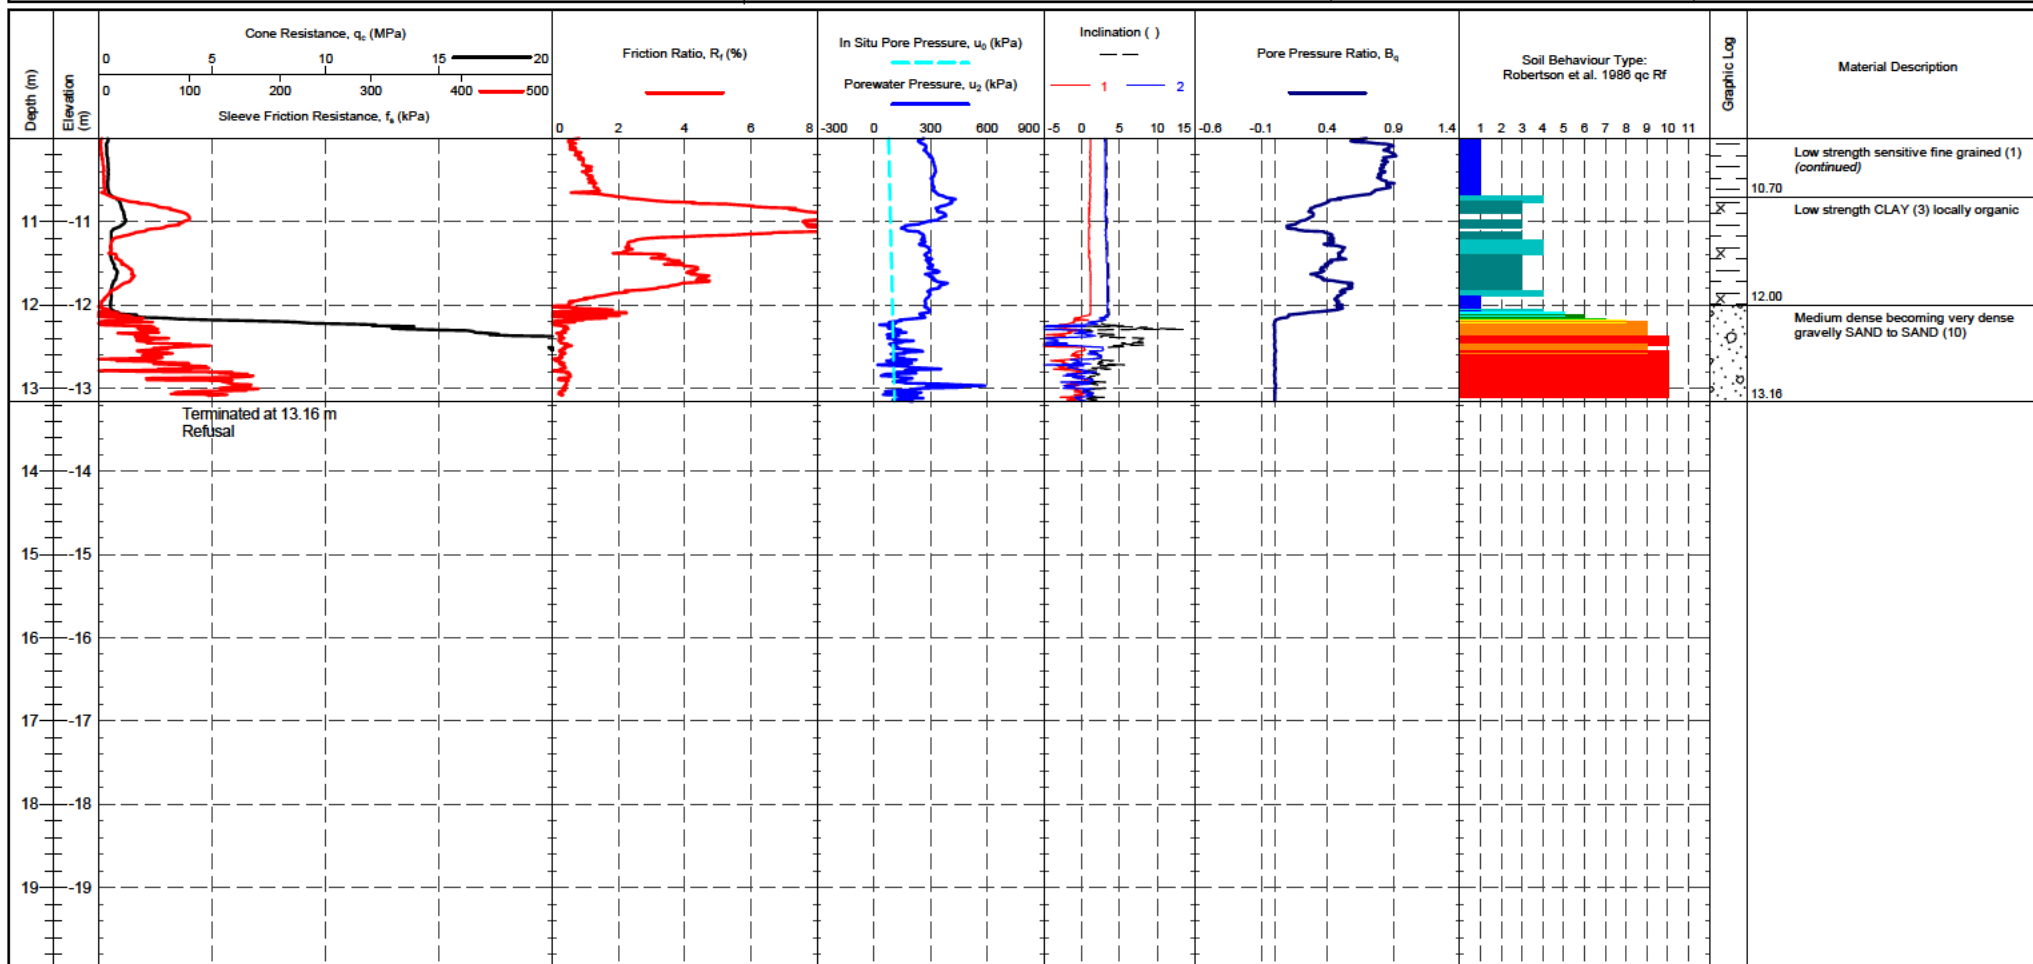 Cone Resistance, qc (MPa)
0 5 10 15 20
0 100 200 300 400 500
Sleeve Friction Resistance, fs (kPa)
Depth (m)
Elevation (m)
Friction Ratio, Rf (%)
0 2 4 6 8
In Situ Pore Pressure, u0 (kPa)
Porewater Pressure, u2 (kPa)
-300 0 300 600 900
Inclination ( )
1 2
-5 0 5 10 15
Pore Pressure Ratio, Bq
-0.6 -0.1 0.4 0.9 1.4
Soil Behaviour Type:
Robertson et al. 1986 qc Rf
1 2 3 4 5 6 7 8 9 10 11
Graphic Log
Material Description
Low strength sensitive fine grained (1)
(continued)
10.70
Low strength CLAY (3) locally organic
11 -11
12.00
12 -12
Medium dense becoming very dense
gravelly SAND to SAND (10)
13 -13
13.16
Terminated at 13.16 m
Refusal
14 -14
15 -15
16 -16
17 -17
18 -18
19 -19